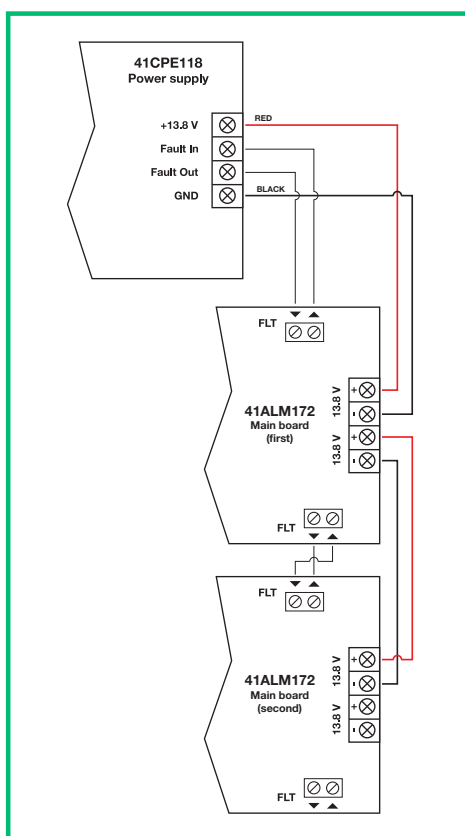 41CPE118
Power supply
+13.8 V
RED
Fault In
Fault Out
GND
BLACK
FLT
41ALM172
Main board
(first)
+
-
13.8 V
+
-
13.8 V
FLT
FLT
41ALM172
Main board
(second)
+
-
13.8 V
+
-
13.8 V
FLT